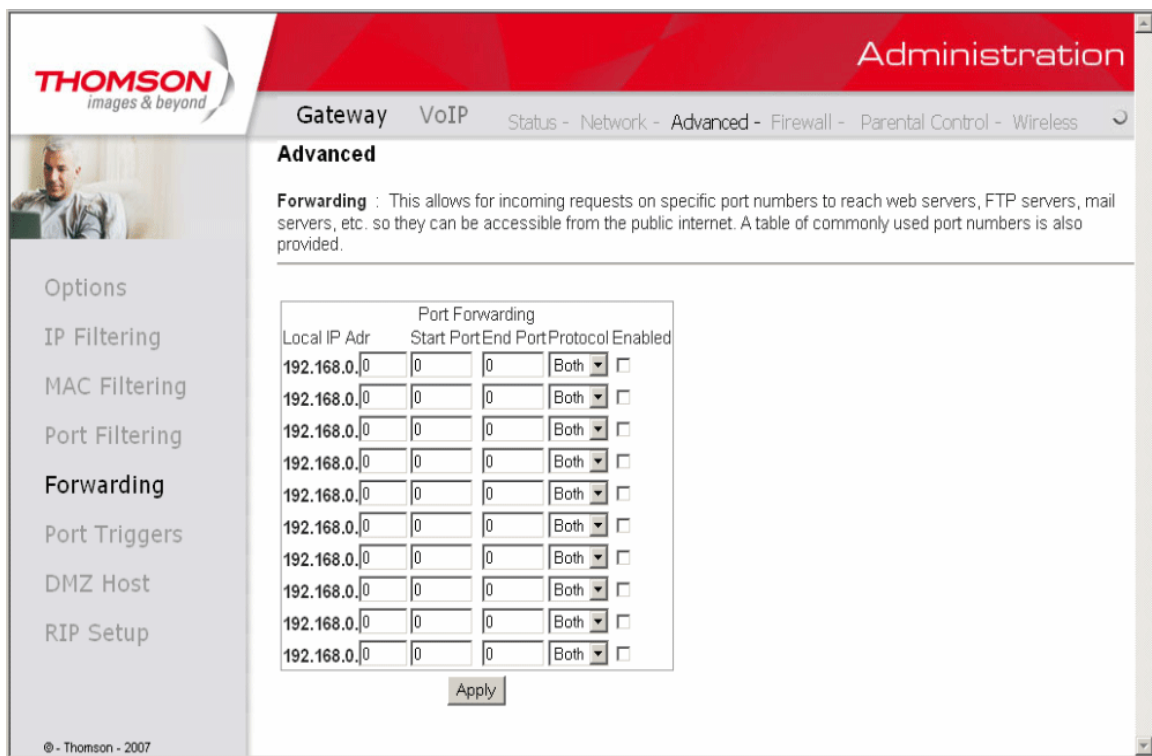 THOMSON
images & beyond
Administration
Gateway VoIP Status - Network - Advanced - Firewall - Parental Control - Wireless
Advanced
Forwarding : This allows for incoming requests on specific port numbers to reach web servers, FTP servers, mail
servers, etc. so they can be accessible from the public internet. A table of commonly used port numbers is also
provided.
Options
IP Filtering
MAC Filtering
Port Filtering
Forwarding
Port Triggers
DMZ Host
RIP Setup
Port Forwarding
Local IP Adr Start Port End Port Protocol Enabled
192.168.0. 0 0 0 Both
192.168.0. 0 0 0 Both
192.168.0. 0 0 0 Both
192.168.0. 0 0 0 Both
192.168.0. 0 0 0 Both
192.168.0. 0 0 0 Both
192.168.0. 0 0 0 Both
192.168.0. 0 0 0 Both
192.168.0. 0 0 0 Both
192.168.0. 0 0 0 Both
Apply
© - Thomson - 2007